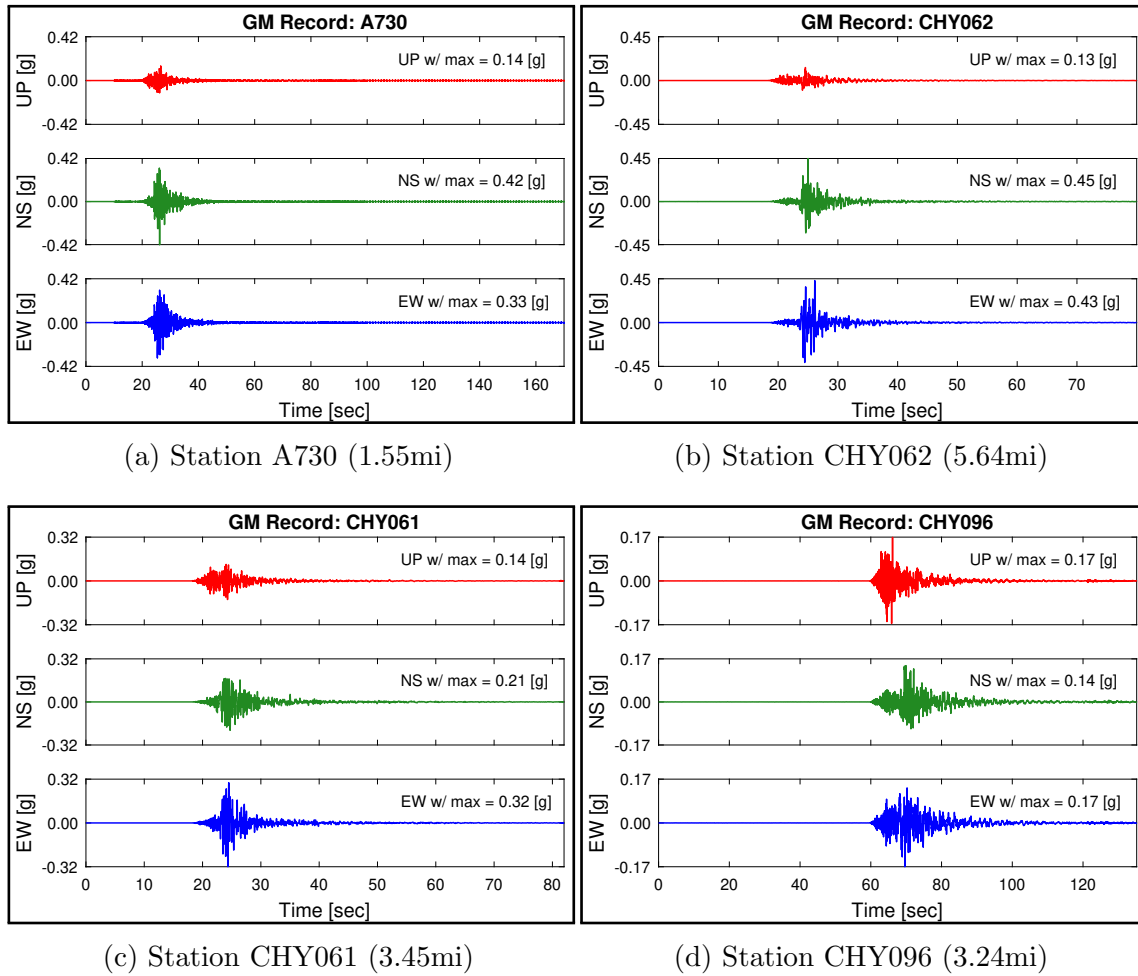 GM Record: A730
0.42
UP w/ max = 0.14 [g]
UP [g]
0.00
-0.42
0.42
NS w/ max = 0.42 [g]
NS [g]
0.00
-0.42
0.42
EW w/ max = 0.33 [g]
EW [g]
0.00
-0.42
0 20 40 60 80 100 120 140 160
Time [sec]
(a) Station A730 (1.55mi)
GM Record: CHY062
0.45
UP w/ max = 0.13 [g]
UP [g]
0.00
-0.45
0.45
NS w/ max = 0.45 [g]
NS [g]
0.00
-0.45
0.45
EW w/ max = 0.43 [g]
EW [g]
0.00
-0.45
0 10 20 30 40 50 60 70
Time [sec]
(b) Station CHY062 (5.64mi)
GM Record: CHY061
0.32
UP w/ max = 0.14 [g]
UP [g]
0.00
-0.32
0.32
NS w/ max = 0.21 [g]
NS [g]
0.00
-0.32
0.32
EW w/ max = 0.32 [g]
EW [g]
0.00
-0.32
0 10 20 30 40 50 60 70 80
Time [sec]
(c) Station CHY061 (3.45mi)
GM Record: CHY096
0.17
UP w/ max = 0.17 [g]
UP [g]
0.00
-0.17
0.17
NS w/ max = 0.14 [g]
NS [g]
0.00
-0.17
0.17
EW w/ max = 0.17 [g]
EW [g]
0.00
-0.17
0 20 40 60 80 100 120
Time [sec]
(d) Station CHY096 (3.24mi)